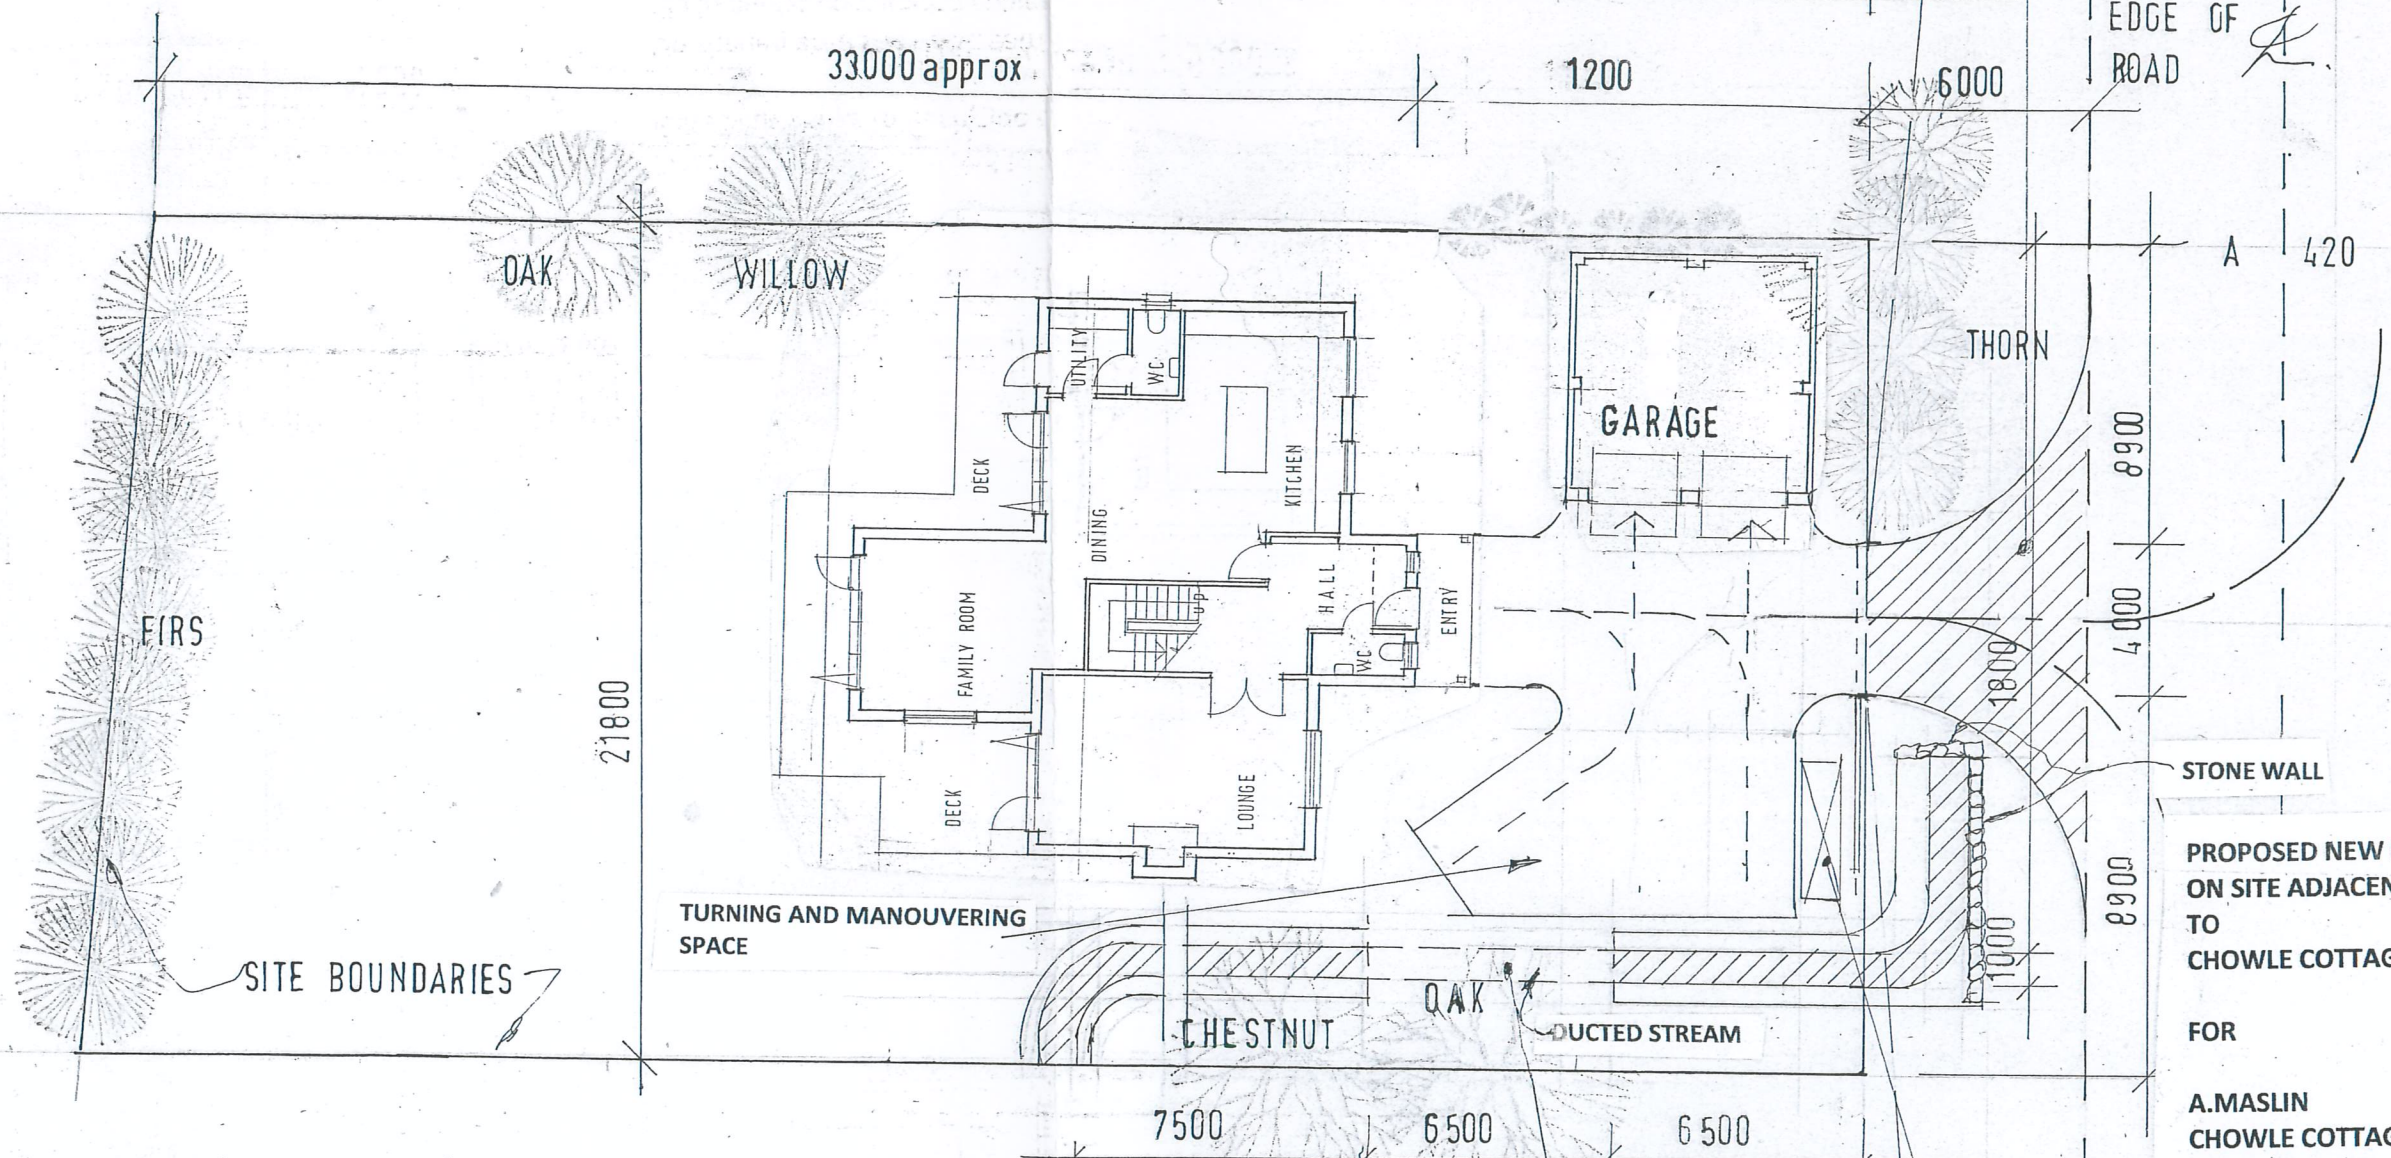 EDGE OF
ROAD
33000 approx
1200
6000
OAK
WILLOW
A 420
THORN
UTILITY
WC
GARAGE
DECK
KITCHEN
8900
DINING
HALL
UP
ENTRY
FAMILY ROOM
WC
4000
1800
FIRS
21800
STONE WALL
LOUNGE
DECK
8900
PROPOSED NEW
ON SITE ADJACEN
TO
CHOWLE COTTAG
FOR
A.MASLIN
CHOWLE COTTAG
TURNING AND MANOUVERING
SPACE
SITE BOUNDARIES
1000
OAK
CHESTNUT
DUCTED STREAM
7500
6500
6500